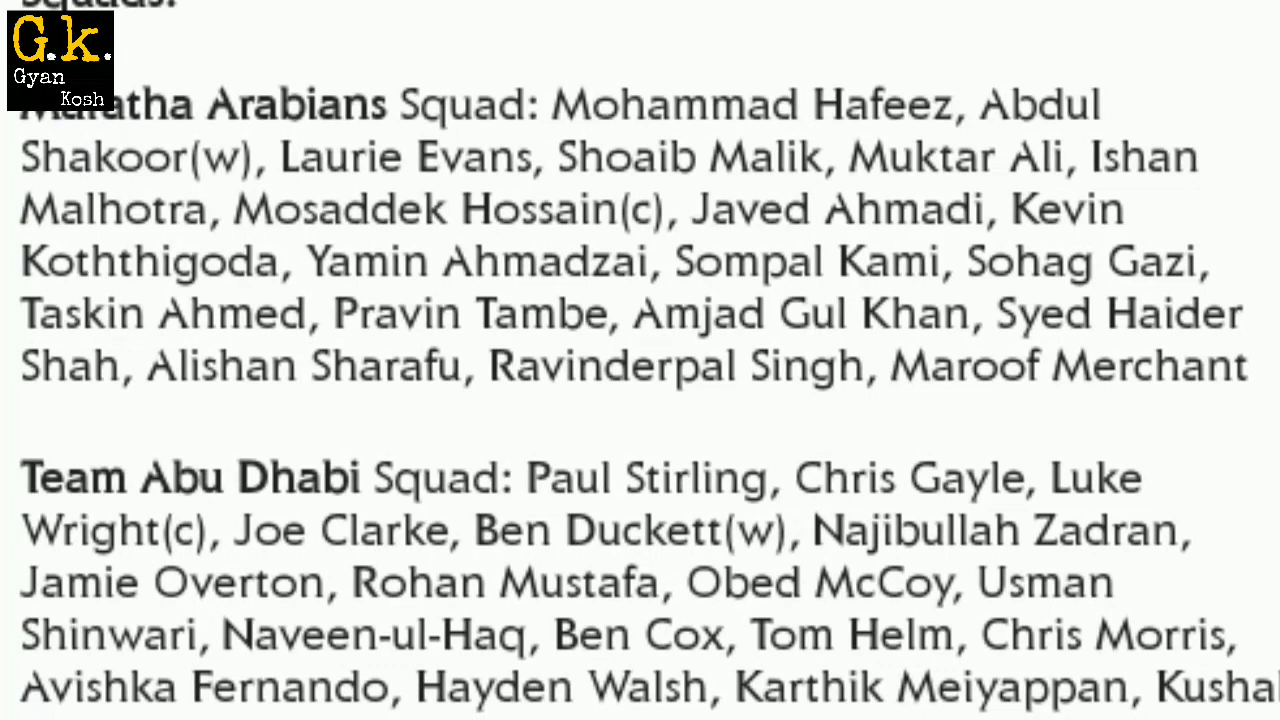 G.k.
Gyan
Kosh
Arabians Squad: Mohammad Hafeez, Abdul
Shakoor(w), Laurie Evans, Shoaib Malik, Muktar Ali, Ishan
Malhotra, Mosaddek Hossain(c), Javed Ahmadi, Kevin
Koththigoda, Yamin Ahmadzai, Sompal Kami, Sohag Gazi,
Taskin Ahmed, Pravin Tambe, Amjad Gul Khan, Syed Haider
Shah, Alishan Sharafu, Ravinderpal Singh, Maroof Merchant
Team Abu Dhabi Squad: Paul Stirling, Chris Gayle, Luke
Wright(c), Joe Clarke, Ben Duckett(w), Najibullah Zadran,
Jamie Overton, Rohan Mustafa, Obed McCoy, Usman
Shinwari, Naveen-ul-Haq, Ben Cox, Tom Helm, Chris Morris,
Avishka Fernando, Hayden Walsh, Karthik Meiyappan, Kushal